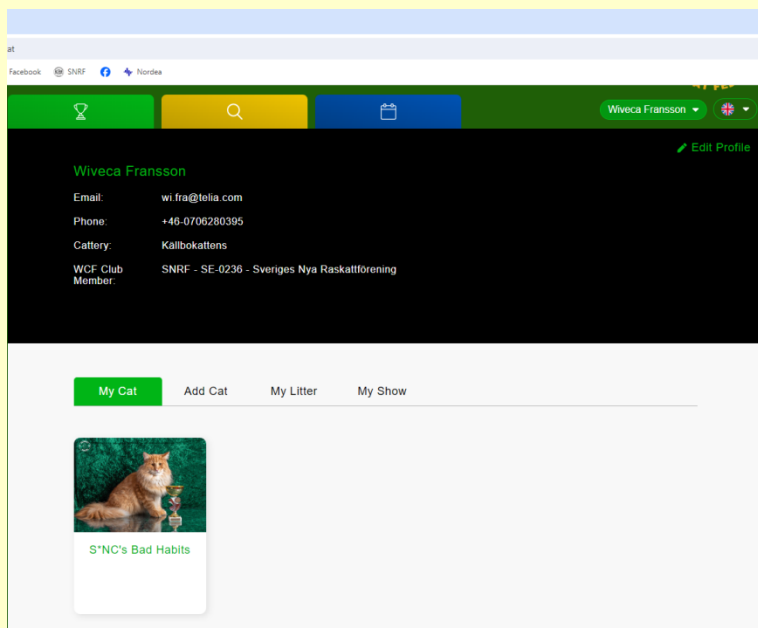 at
Facebook SNRF Nordea
Wiveca Fransson
Edit Profile
Wiveca Fransson
Email: wi.fra@telia.com
Phone: +46-0706280395
Cattery: Källbokattens
WCF Club Member: SNRF - SE-0236 - Sveriges Nya Raskattförening
My Cat Add Cat My Litter My Show
S*NC's Bad Habits